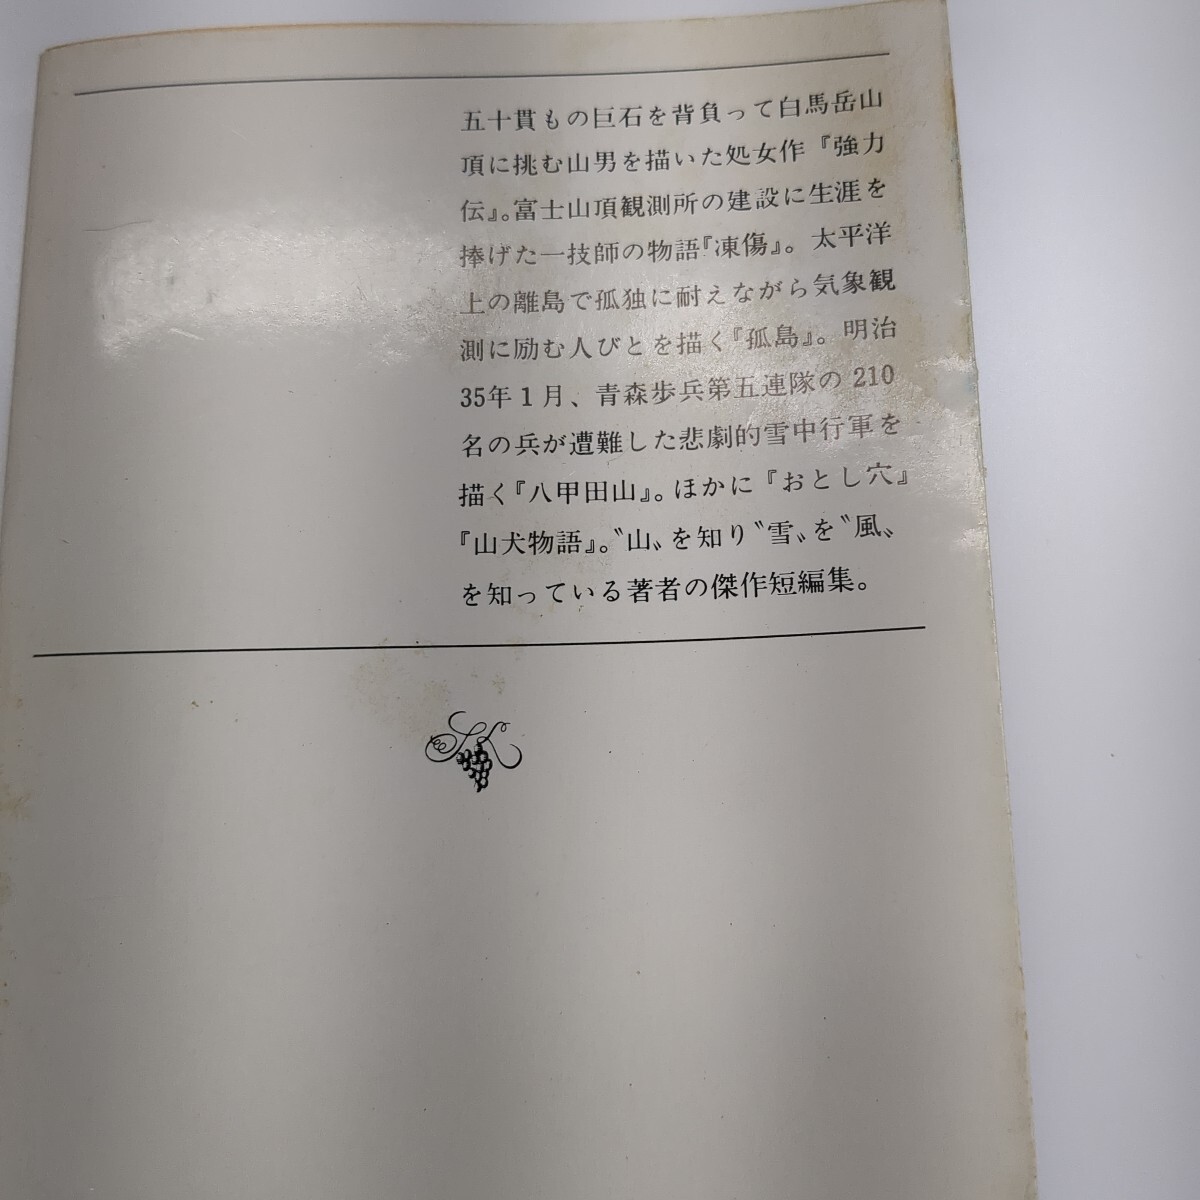 五十貫もの巨石を背負って白馬岳山
頂に挑む山男を描いた処女作『強力
伝』。富士山頂観測所の建設に生涯を
捧げた一技師の物語『凍傷』。太平洋
上の離島で孤独に耐えながら気象観
測に励む人びとを描く『孤島』。明治
35年1月、青森歩兵第五連隊の210
名の兵が遭難した悲劇的雪中行軍を
描く『八甲田山』。ほかに『おとし穴』
『山犬物語』。〝山〟を知り〝雪〟を〝風〟
を知っている著者の傑作短編集。